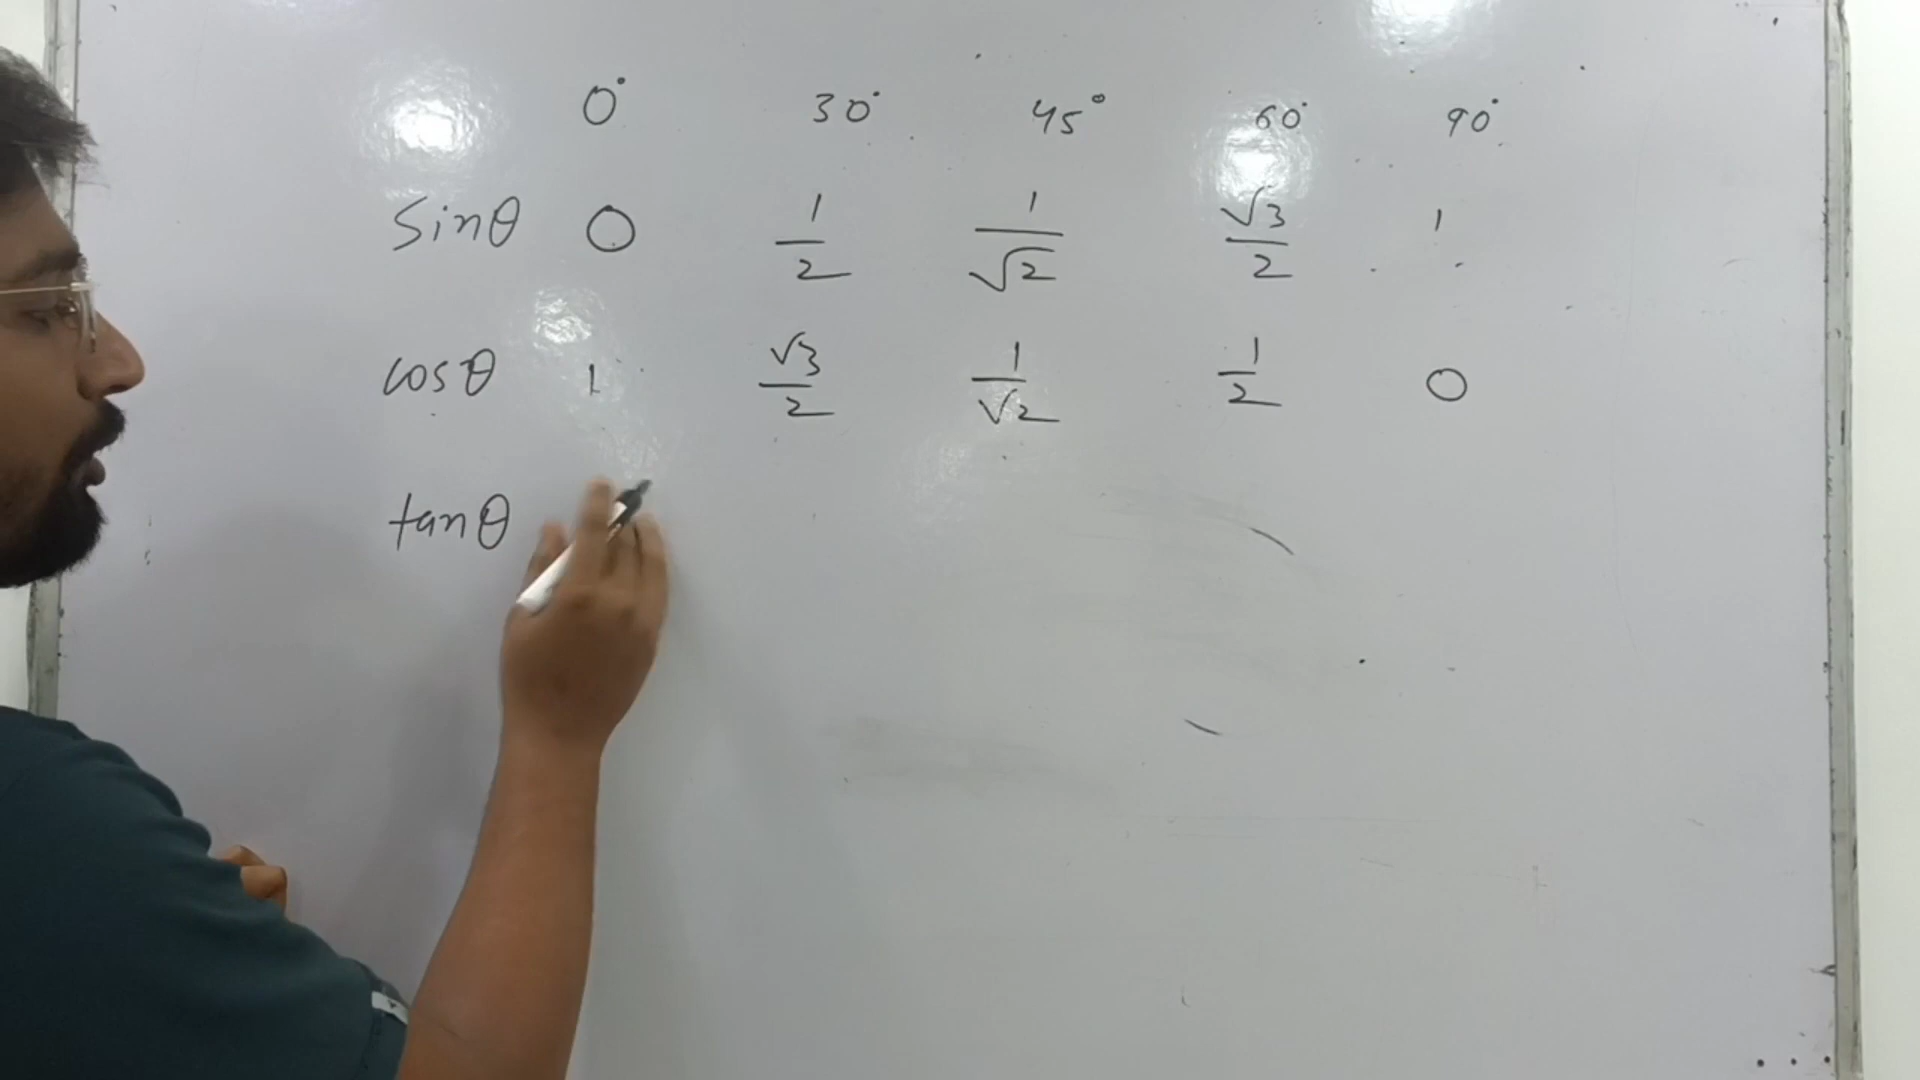 0° 30° 45° 60° 90°
sinθ 0 1/2 1/√2 √3/2 1
cosθ 1 √3/2 1/√2 1/2 0
tanθ